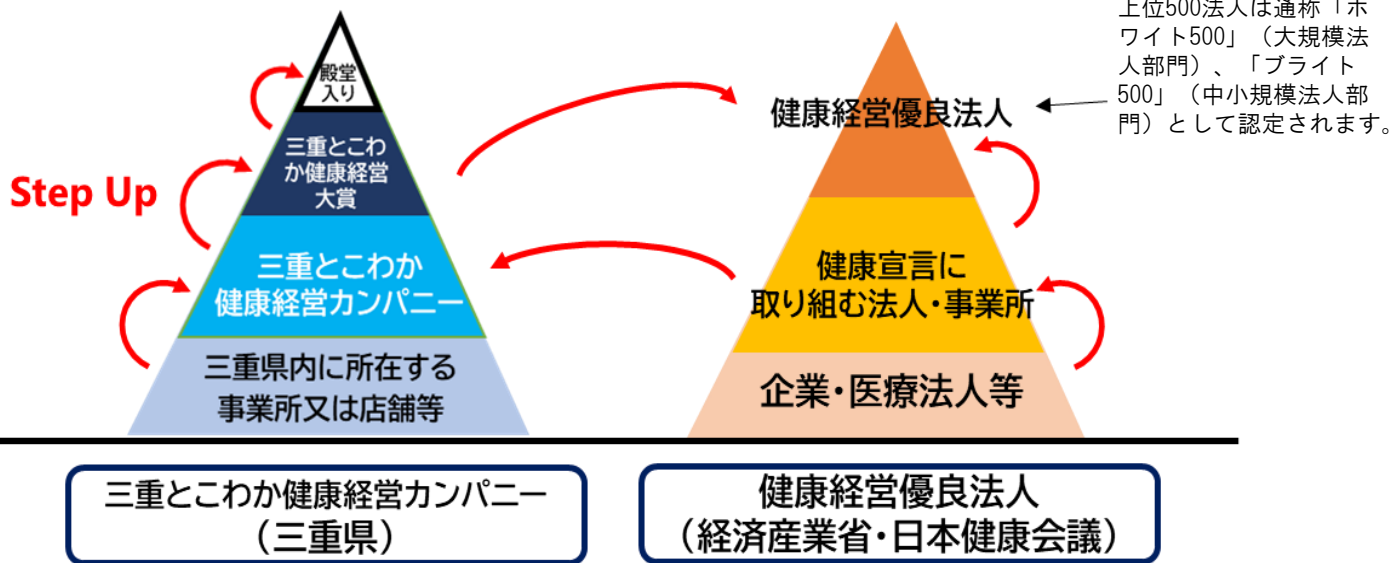 殿堂
入り
三重とこわ
か健康経営
大賞
Step Up
三重とこわか
健康経営カンパニー
三重県内に所在する
事業所又は店舗等
三重とこわか健康経営カンパニー
（三重県）
上位500法人は通称「ホ
ワイト500」（大規模法
人部門）、「ブライト
500」（中小規模法人部
門）として認定されます。
健康経営優良法人
健康宣言に
取り組む法人・事業所
企業・医療法人等
健康経営優良法人
（経済産業省・日本健康会議）